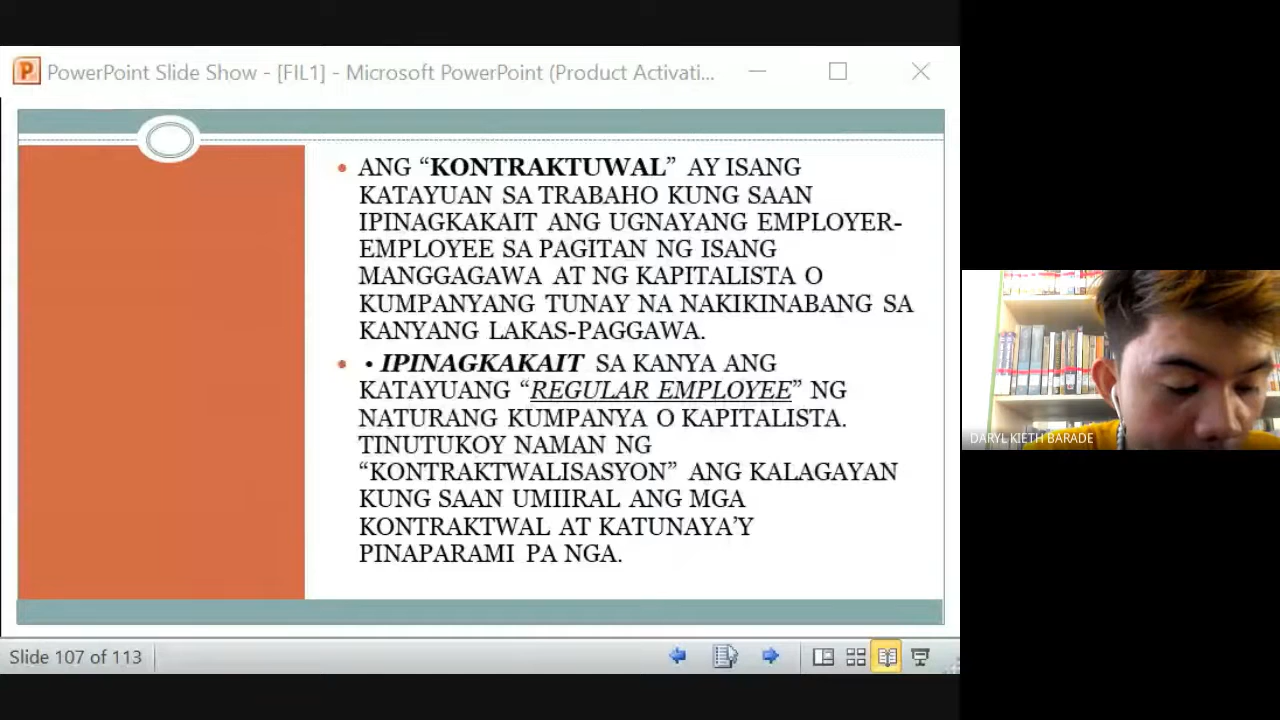 PowerPoint Slide Show - [FIL1] - Microsoft PowerPoint (Product Activati...
• ANG “KONTRAKTUWAL” AY ISANG
KATAYUAN SA TRABAHO KUNG SAAN
IPINAGKAKAIT ANG UGNAYANG EMPLOYER-
EMPLOYEE SA PAGITAN NG ISANG
MANGGAGAWA AT NG KAPITALISTA O
KUMPANYANG TUNAY NA NAKIKINABANG SA
KANYANG LAKAS-PAGGAWA.
• • IPINAGKAKAIT SA KANYA ANG
KATAYUANG “REGULAR EMPLOYEE” NG
NATURANG KUMPANYA O KAPITALISTA.
TINUTUKOY NAMAN NG
“KONTRAKTWALISASYON” ANG KALAGAYAN
KUNG SAAN UMIIRAL ANG MGA
KONTRAKTWAL AT KATUNAYA’Y
PINAPARAMI PA NGA.
DARYL KIETH BARADE
Slide 107 of 113